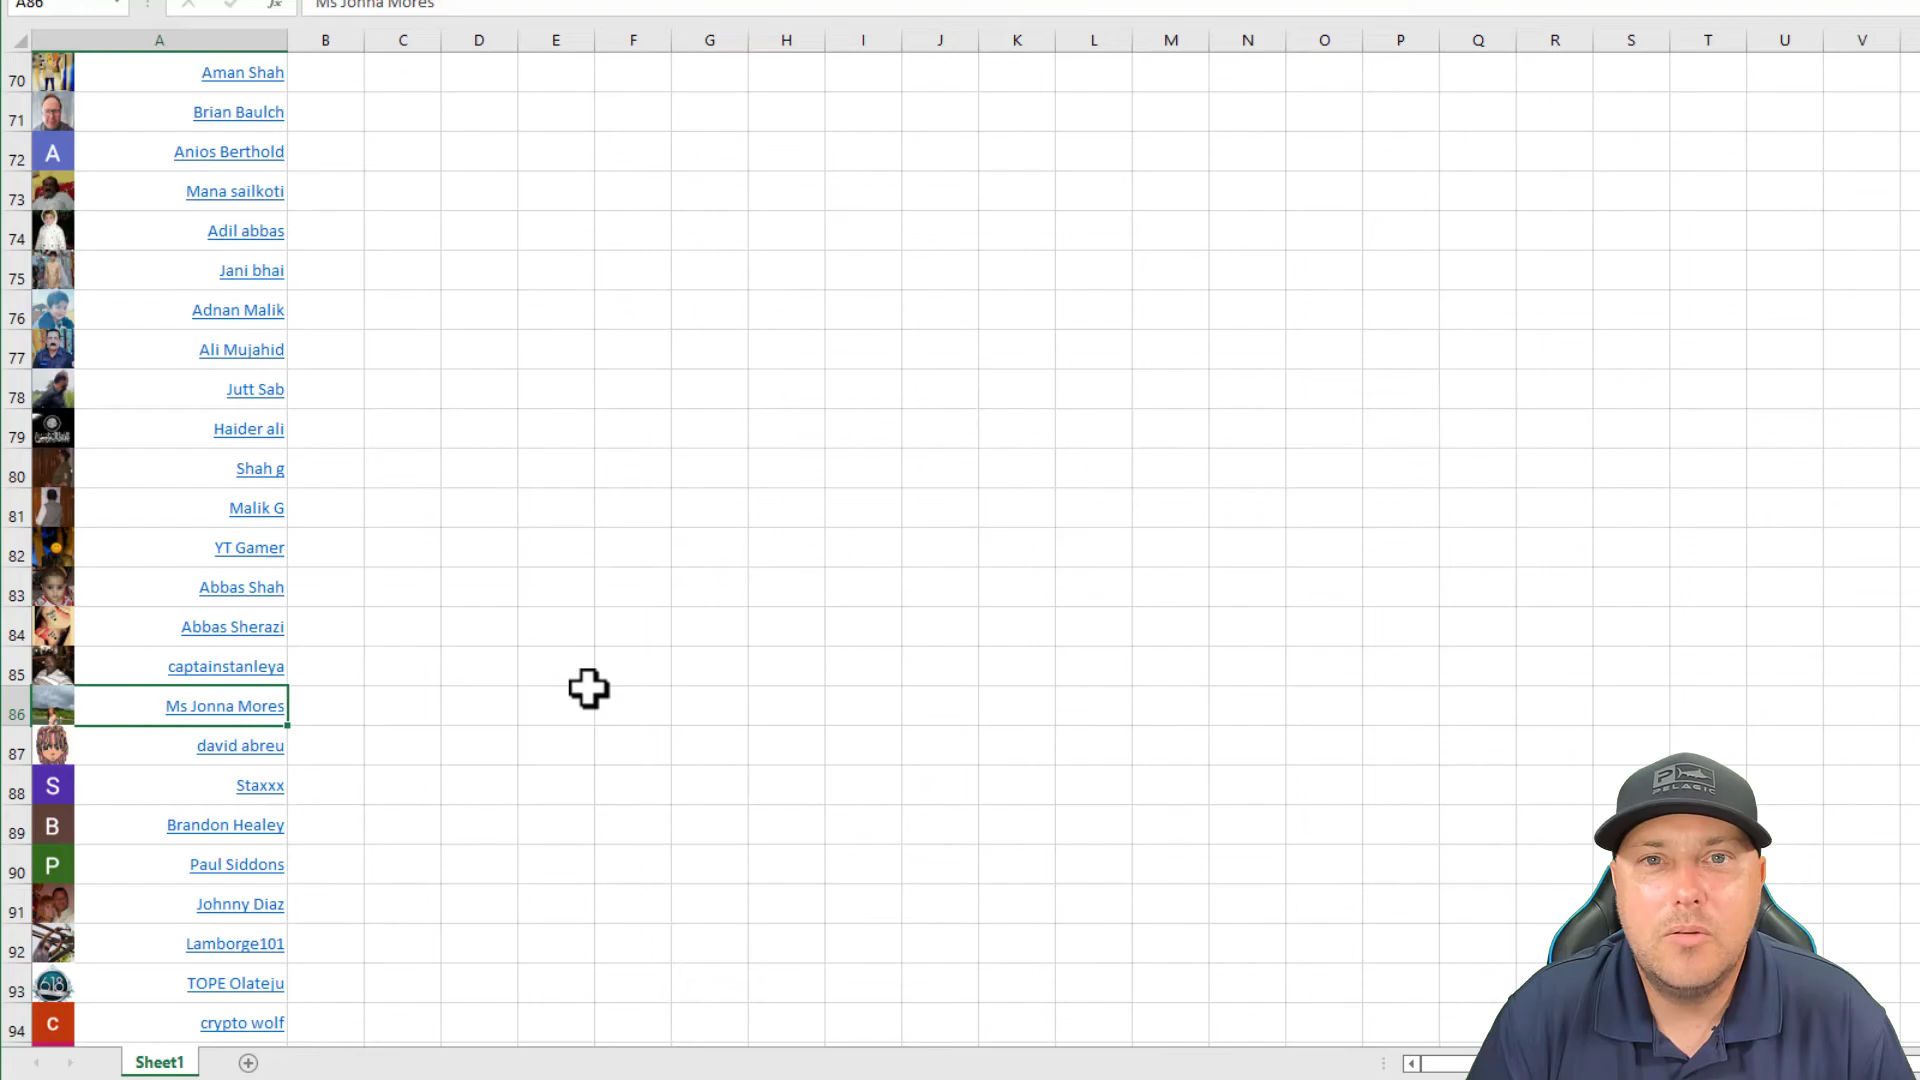 A86
fx
Ms Jonna Mores
A B C D E F G H I J K L M N O P Q R S T U V
70 Aman Shah
71 Brian Baulch
72 A Anios Berthold
73 Mana sailkoti
74 Adil abbas
75 Jani bhai
76 Adnan Malik
77 Ali Mujahid
78 Jutt Sab
79 Haider ali
80 Shah g
81 Malik G
82 YT Gamer
83 Abbas Shah
84 Abbas Sherazi
85 captainstanleya
86 Ms Jonna Mores
87 david abreu
88 S Staxxx
89 B Brandon Healey
90 P Paul Siddons
91 Johnny Diaz
92 Lamborge101
93 618 TOPE Olateju
94 c crypto wolf
Sheet1
P
PELAGIC